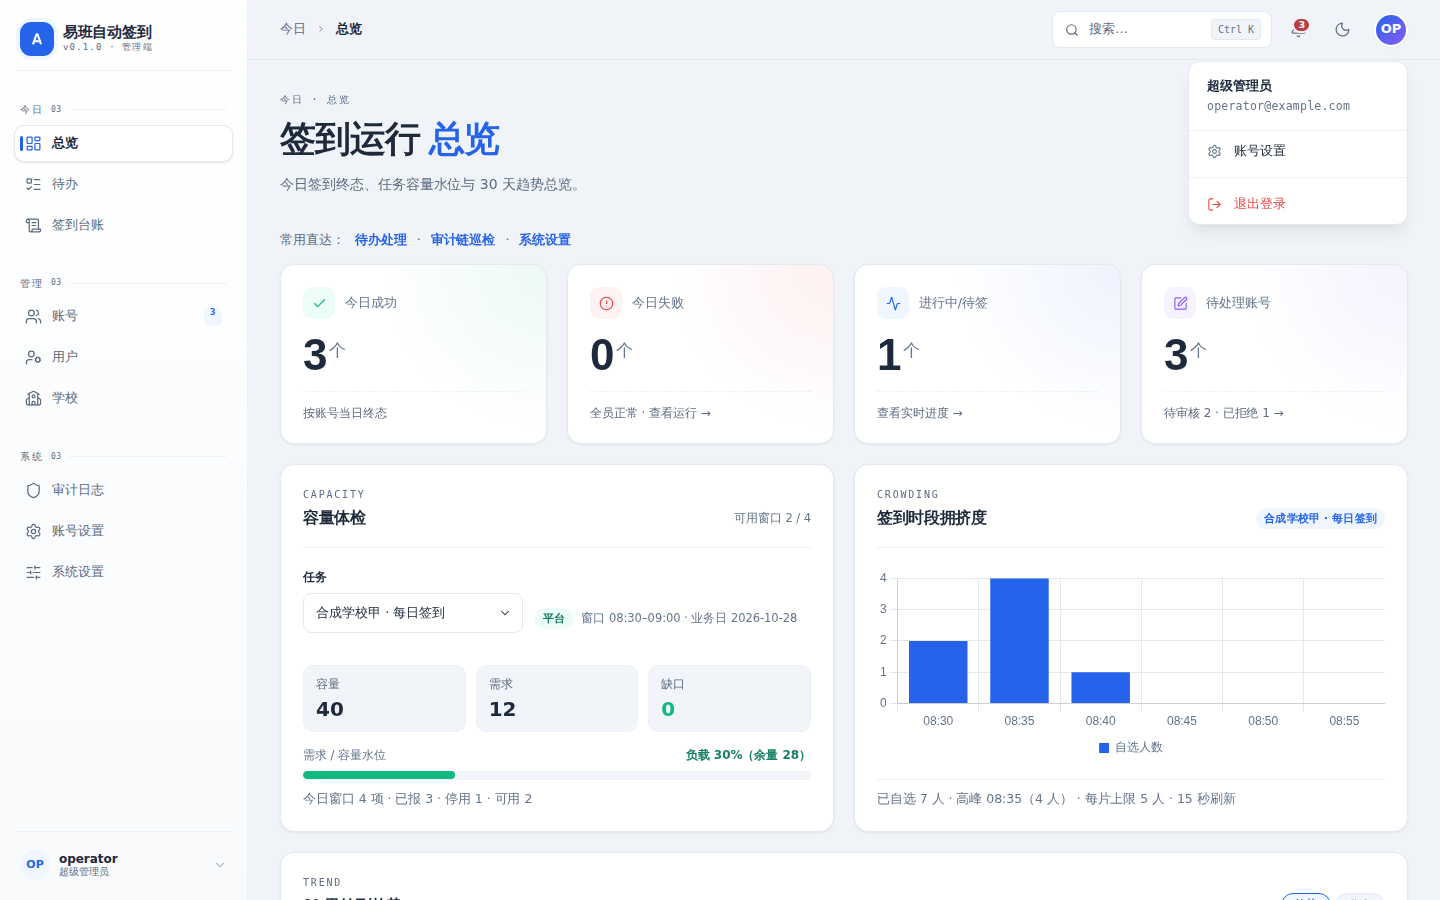 A
易班自动签到
v0.1.0 · 管理端
今日 03
总览
待办
签到台账
管理 03
账号 3
用户
学校
系统 03
审计日志
账号设置
系统设置
OP
operator
超级管理员
今日 › 总览
搜索… Ctrl K
3
OP
超级管理员
operator@example.com
账号设置
退出登录
今日 · 总览
签到运行 总览
今日签到终态、任务容量水位与 30 天趋势总览。
常用直达： 待办处理 · 审计链巡检 · 系统设置
今日成功
3个
按账号当日终态
今日失败
0个
全员正常 · 查看运行 →
进行中/待签
1个
查看实时进度 →
待处理账号
3个
待审核 2 · 已拒绝 1 →
CAPACITY
容量体检 可用窗口 2 / 4
任务
合成学校甲 · 每日签到
平台 窗口 08:30–09:00 · 业务日 2026-10-28
容量
40
需求
12
缺口
0
需求 / 容量水位 负载 30%（余量 28）
今日窗口 4 项 · 已报 3 · 停用 1 · 可用 2
CROWDING
签到时段拥挤度 合成学校甲 · 每日签到
4
3
2
1
0
08:30 08:35 08:40 08:45 08:50 08:55
自选人数
已自选 7 人 · 高峰 08:35（4 人） · 每片上限 5 人 · 15 秒刷新
TREND